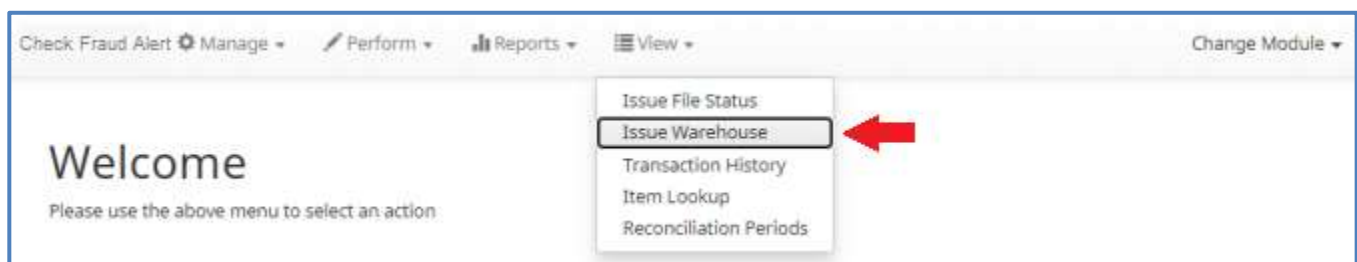 Check Fraud Alert Manage Perform Reports View Change Module
Issue File Status
Issue Warehouse
Transaction History
Item Lookup
Reconciliation Periods
Welcome
Please use the above menu to select an action